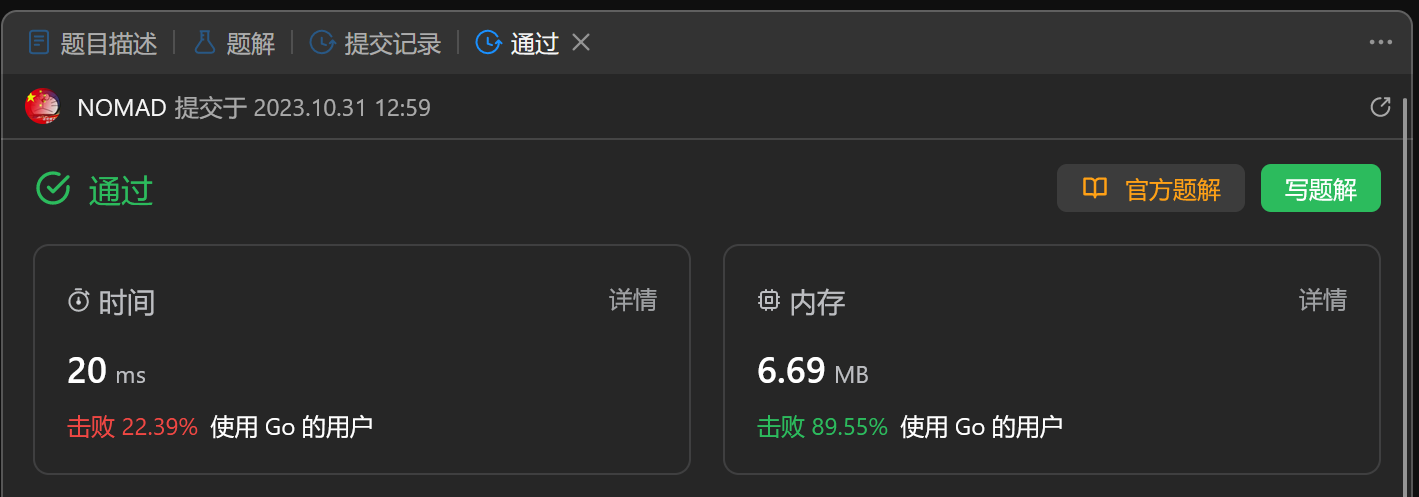 题目描述 题解 提交记录 通过
NOMAD 提交于 2023.10.31 12:59
通过 官方题解 写题解
时间 详情 内存 详情
20 ms 6.69 MB
击败 22.39% 使用 Go 的用户 击败 89.55% 使用 Go 的用户